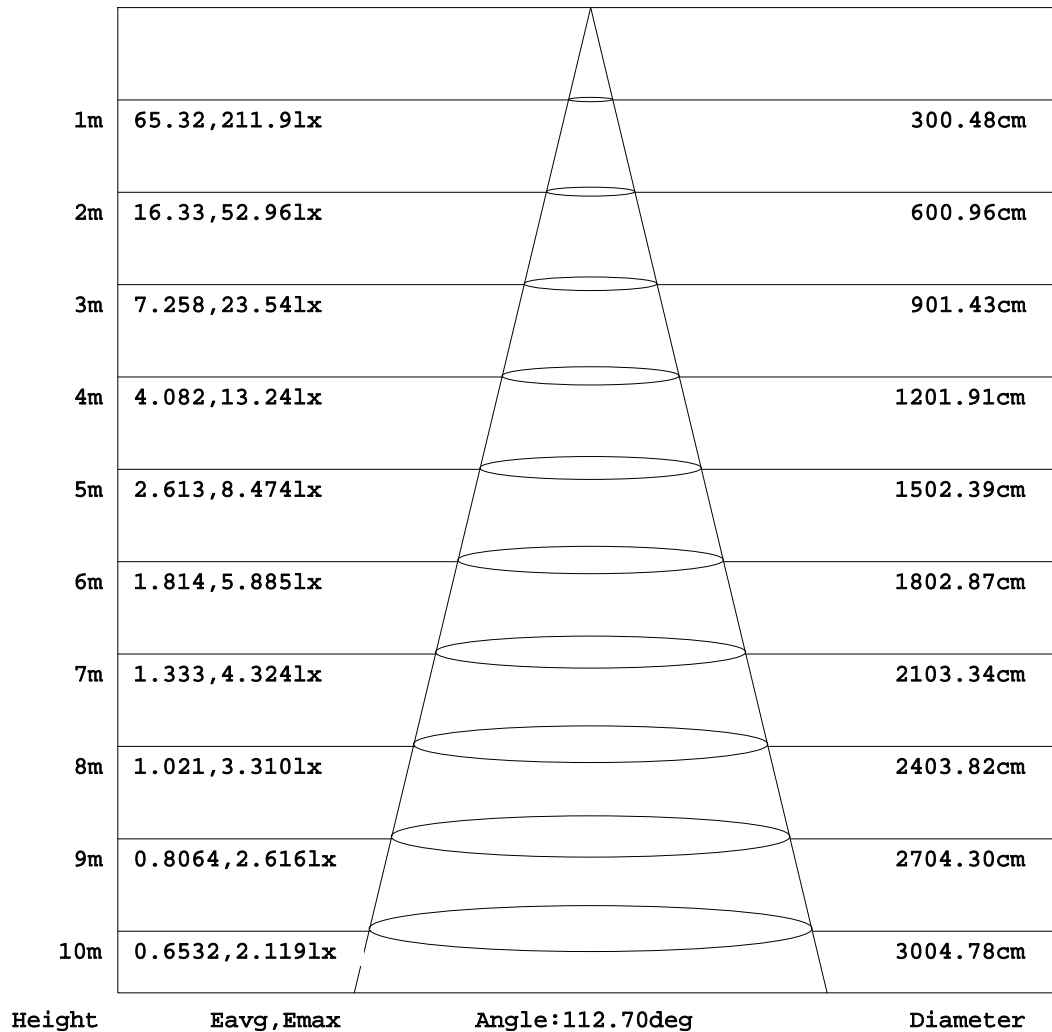 1m 65.32,211.9lx 300.48cm
2m 16.33,52.96lx 600.96cm
3m 7.258,23.54lx 901.43cm
4m 4.082,13.24lx 1201.91cm
5m 2.613,8.474lx 1502.39cm
6m 1.814,5.885lx 1802.87cm
7m 1.333,4.324lx 2103.34cm
8m 1.021,3.310lx 2403.82cm
9m 0.8064,2.616lx 2704.30cm
10m 0.6532,2.119lx 3004.78cm
Height Eavg,Emax Angle:112.70deg Diameter